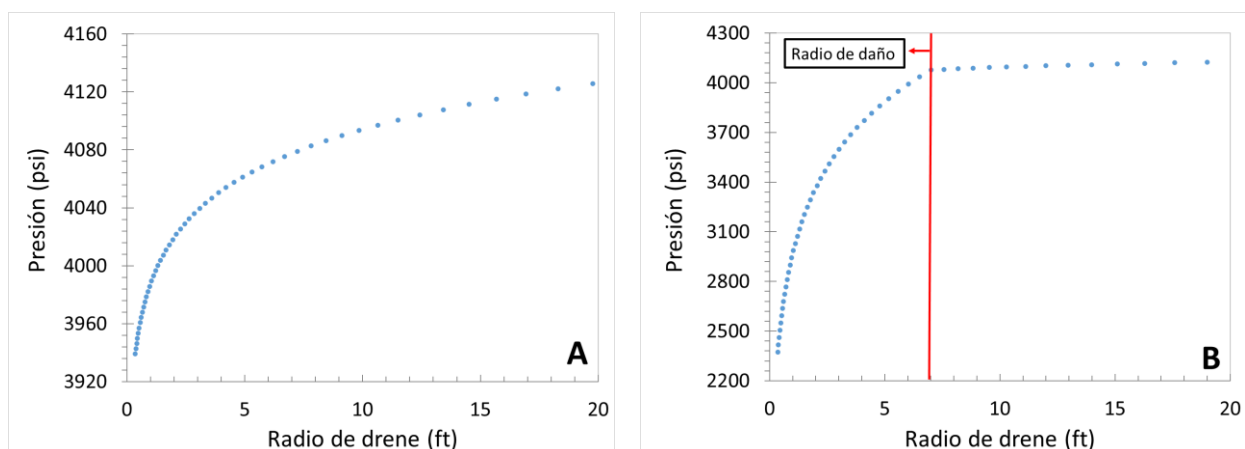 4160
4120
4080
4040
4000
3960
3920
Presión (psi)
0 5 10 15 20
Radio de drene (ft)
A
4300
4000
3700
3400
3100
2800
2500
2200
Presión (psi)
Radio de daño
0 5 10 15 20
Radio de drene (ft)
B